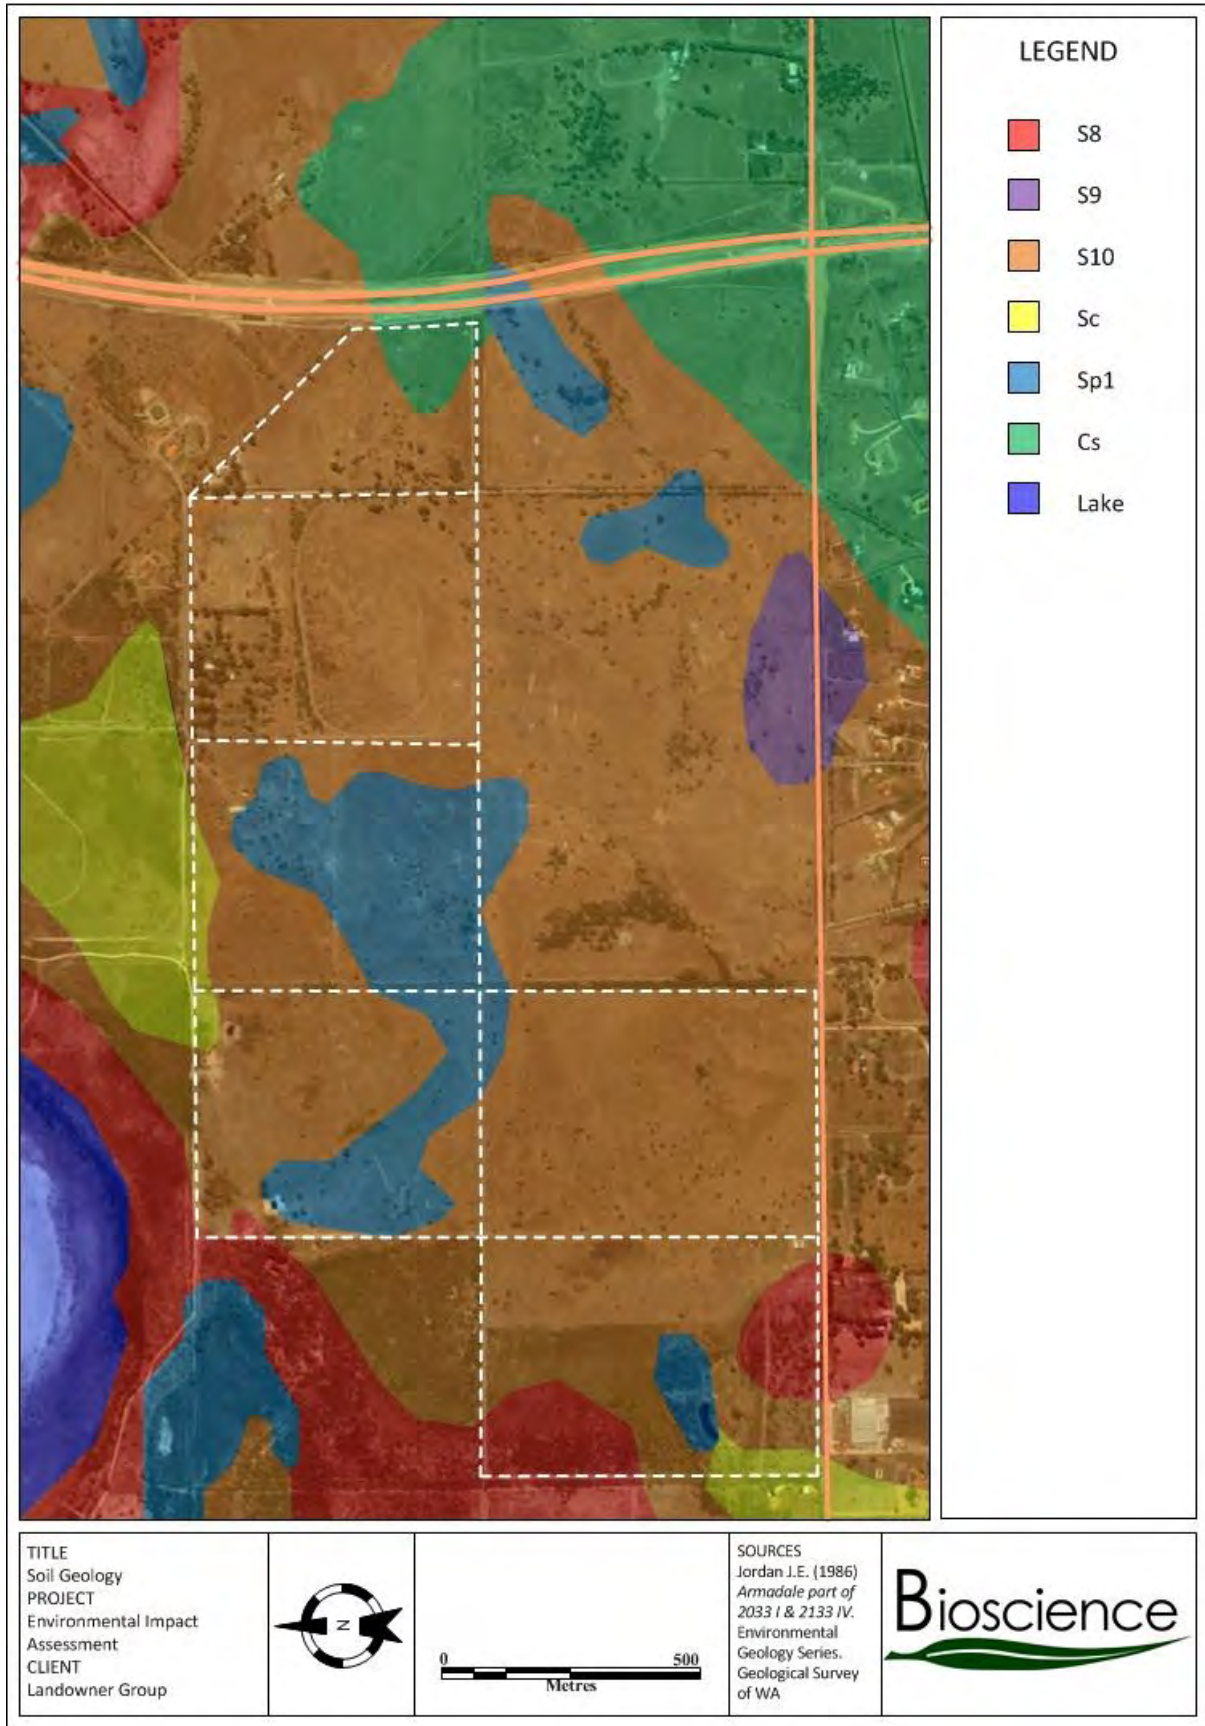 LEGEND
S8
S9
S10
Sc
Sp1
Cs
Lake
TITLE
Soil Geology
PROJECT
Environmental Impact
Assessment
CLIENT
Landowner Group
N
0 500
Metres
SOURCES
Jordan J.E. (1986)
Armadale part of
2033 I & 2133 IV.
Environmental
Geology Series.
Geological Survey
of WA
Bioscience